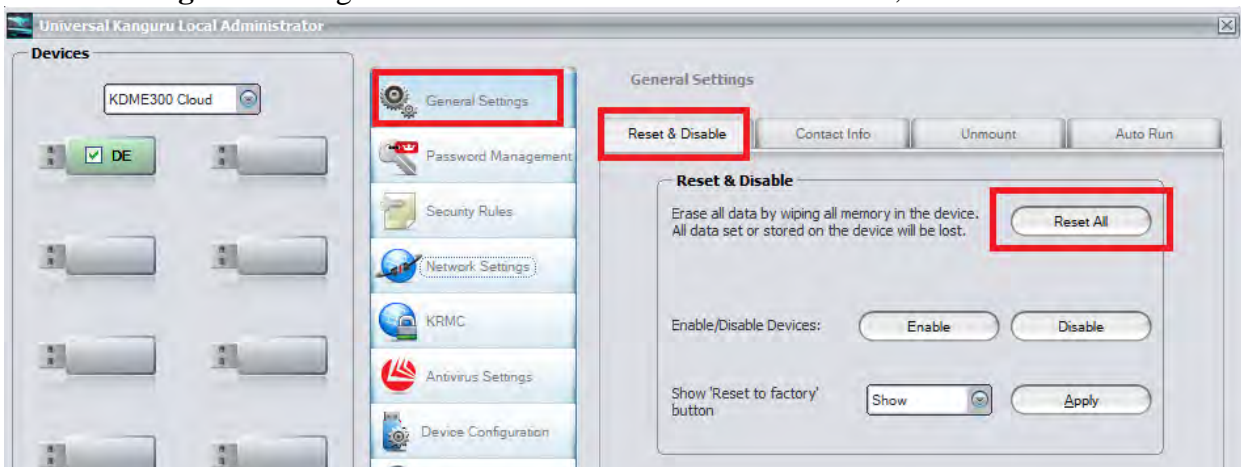 Universal Kanguru Local Administrator
Devices
KDME300 Cloud
DE
General Settings
Password Management
Security Rules
Network Settings
KRMC
Antivirus Settings
Device Configuration
General Settings
Reset & Disable
Contact Info
Unmount
Auto Run
Reset & Disable
Erase all data by wiping all memory in the device.
All data set or stored on the device will be lost.
Reset All
Enable/Disable Devices:
Enable
Disable
Show 'Reset to factory'
button
Show
Apply